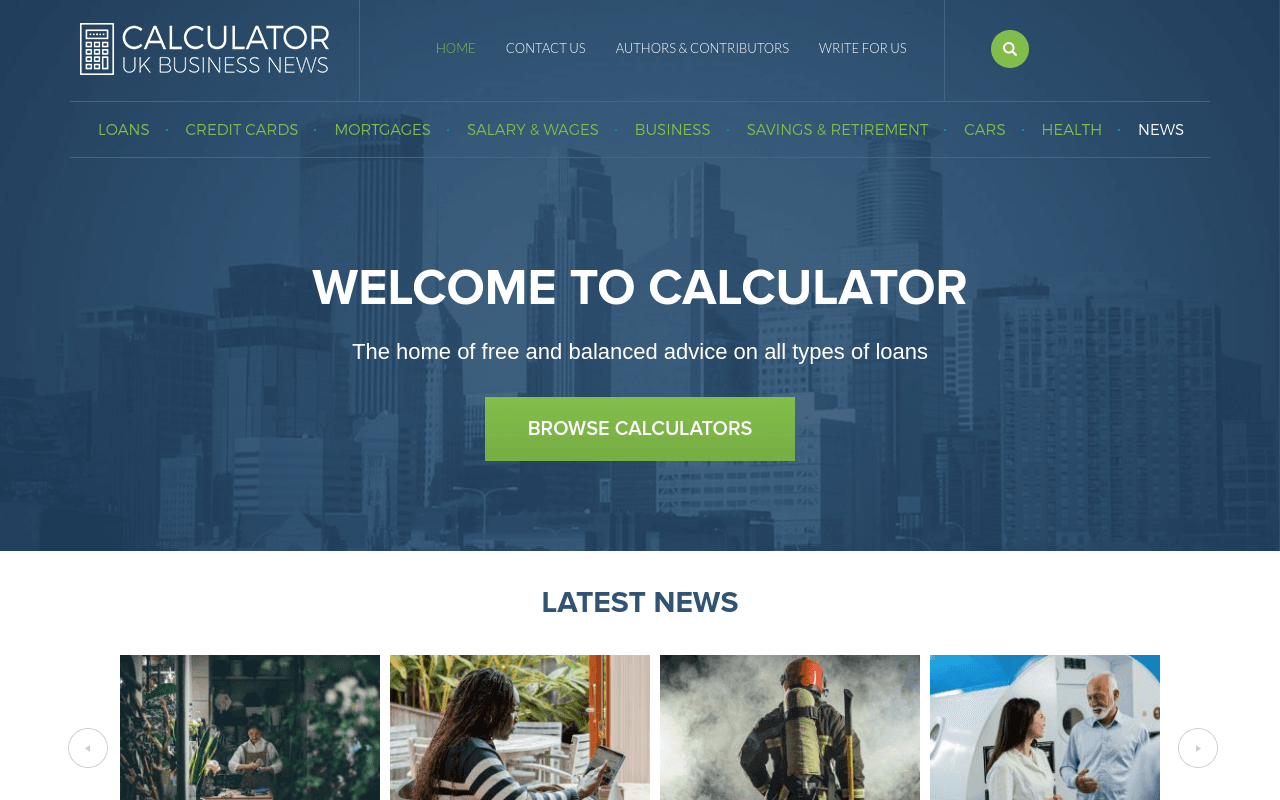 CALCULATOR
UK BUSINESS NEWS
HOME CONTACT US AUTHORS & CONTRIBUTORS WRITE FOR US
LOANS · CREDIT CARDS · MORTGAGES · SALARY & WAGES · BUSINESS · SAVINGS & RETIREMENT · CARS · HEALTH · NEWS
WELCOME TO CALCULATOR
The home of free and balanced advice on all types of loans
BROWSE CALCULATORS
LATEST NEWS